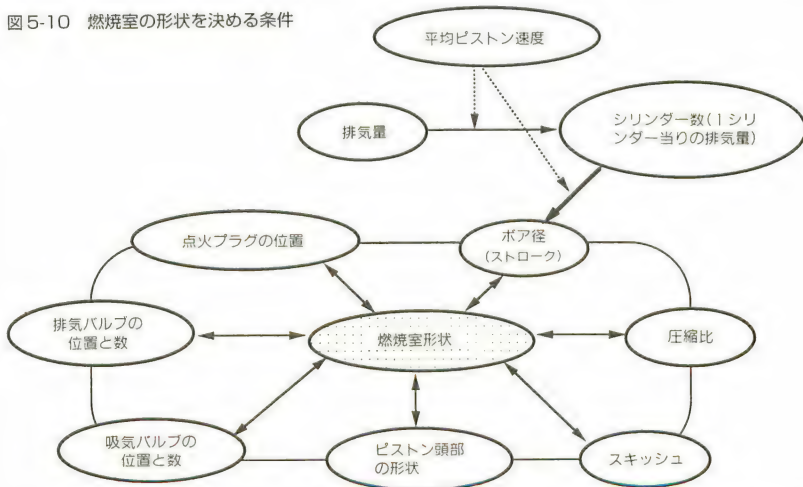 図5-10 燃焼室の形状を決める条件
平均ピストン速度
排気量
シリンダー数(1シリ
ンダー当りの排気量)
点火プラグの位置
ボア径
(ストローク)
排気バルブの
位置と数
燃焼室形状
圧縮比
吸気バルブの
位置と数
ピストン頭部
の形状
スキッシュ